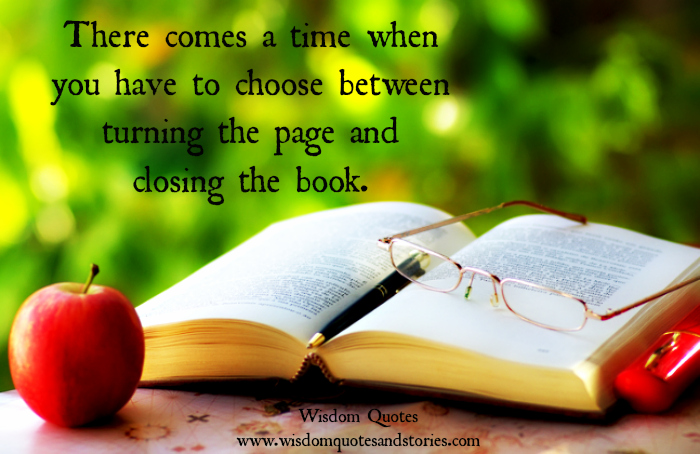 There comes a time when
you have to choose between
turning the page and
closing the book.
Wisdom Quotes
www.wisdomquotesandstories.com